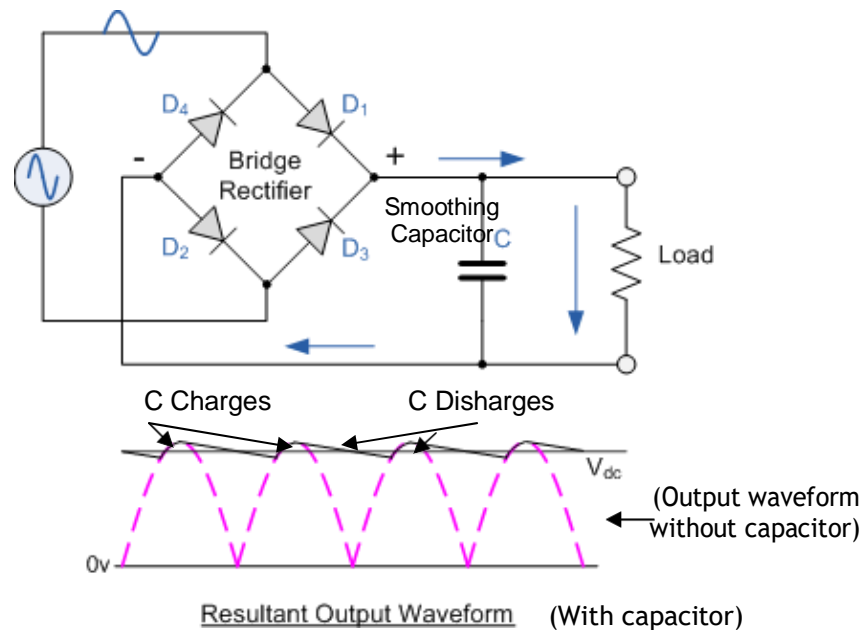 D4
D1
-
+
Bridge
Rectifier
Smoothing
Capacitor
C
D2
D3
Load
C Charges
C Disharges
Vdc
(Output waveform
without capacitor)
0v
Resultant Output Waveform (With capacitor)